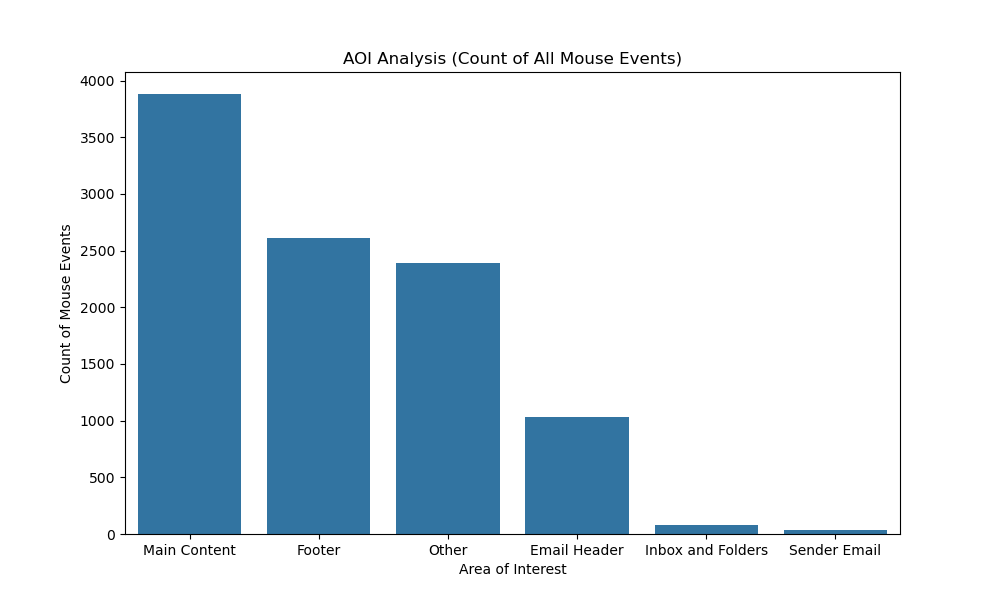 AOI Analysis (Count of All Mouse Events)
4000
3500
3000
2500
2000
1500
1000
500
0
Count of Mouse Events
Main Content
Footer
Other
Email Header
Inbox and Folders
Sender Email
Area of Interest